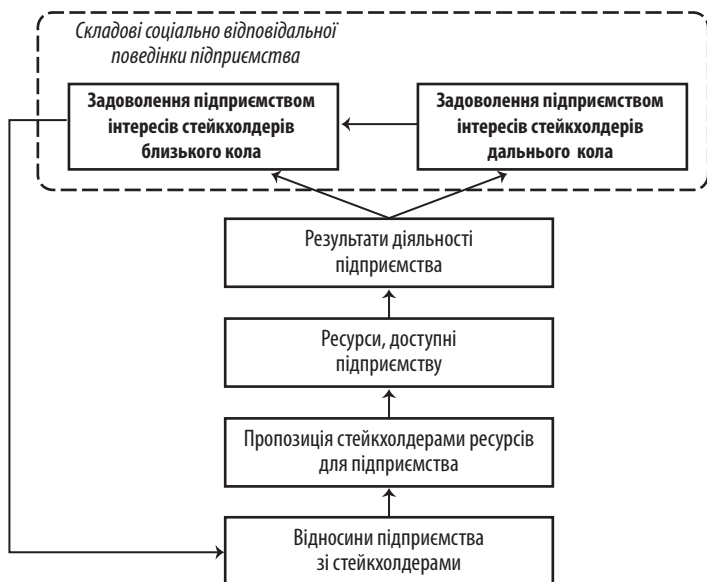 Складові соціально відповідальної
поведінки підприємства
Задоволення підприємством
інтересів стейкхолдерів
близького кола
Задоволення підприємством
інтересів стейкхолдерів
дальнього кола
Результати діяльності
підприємства
Ресурси, доступні
підприємству
Пропозиція стейкхолдерами ресурсів
для підприємства
Відносини підприємства
зі стейкхолдерами